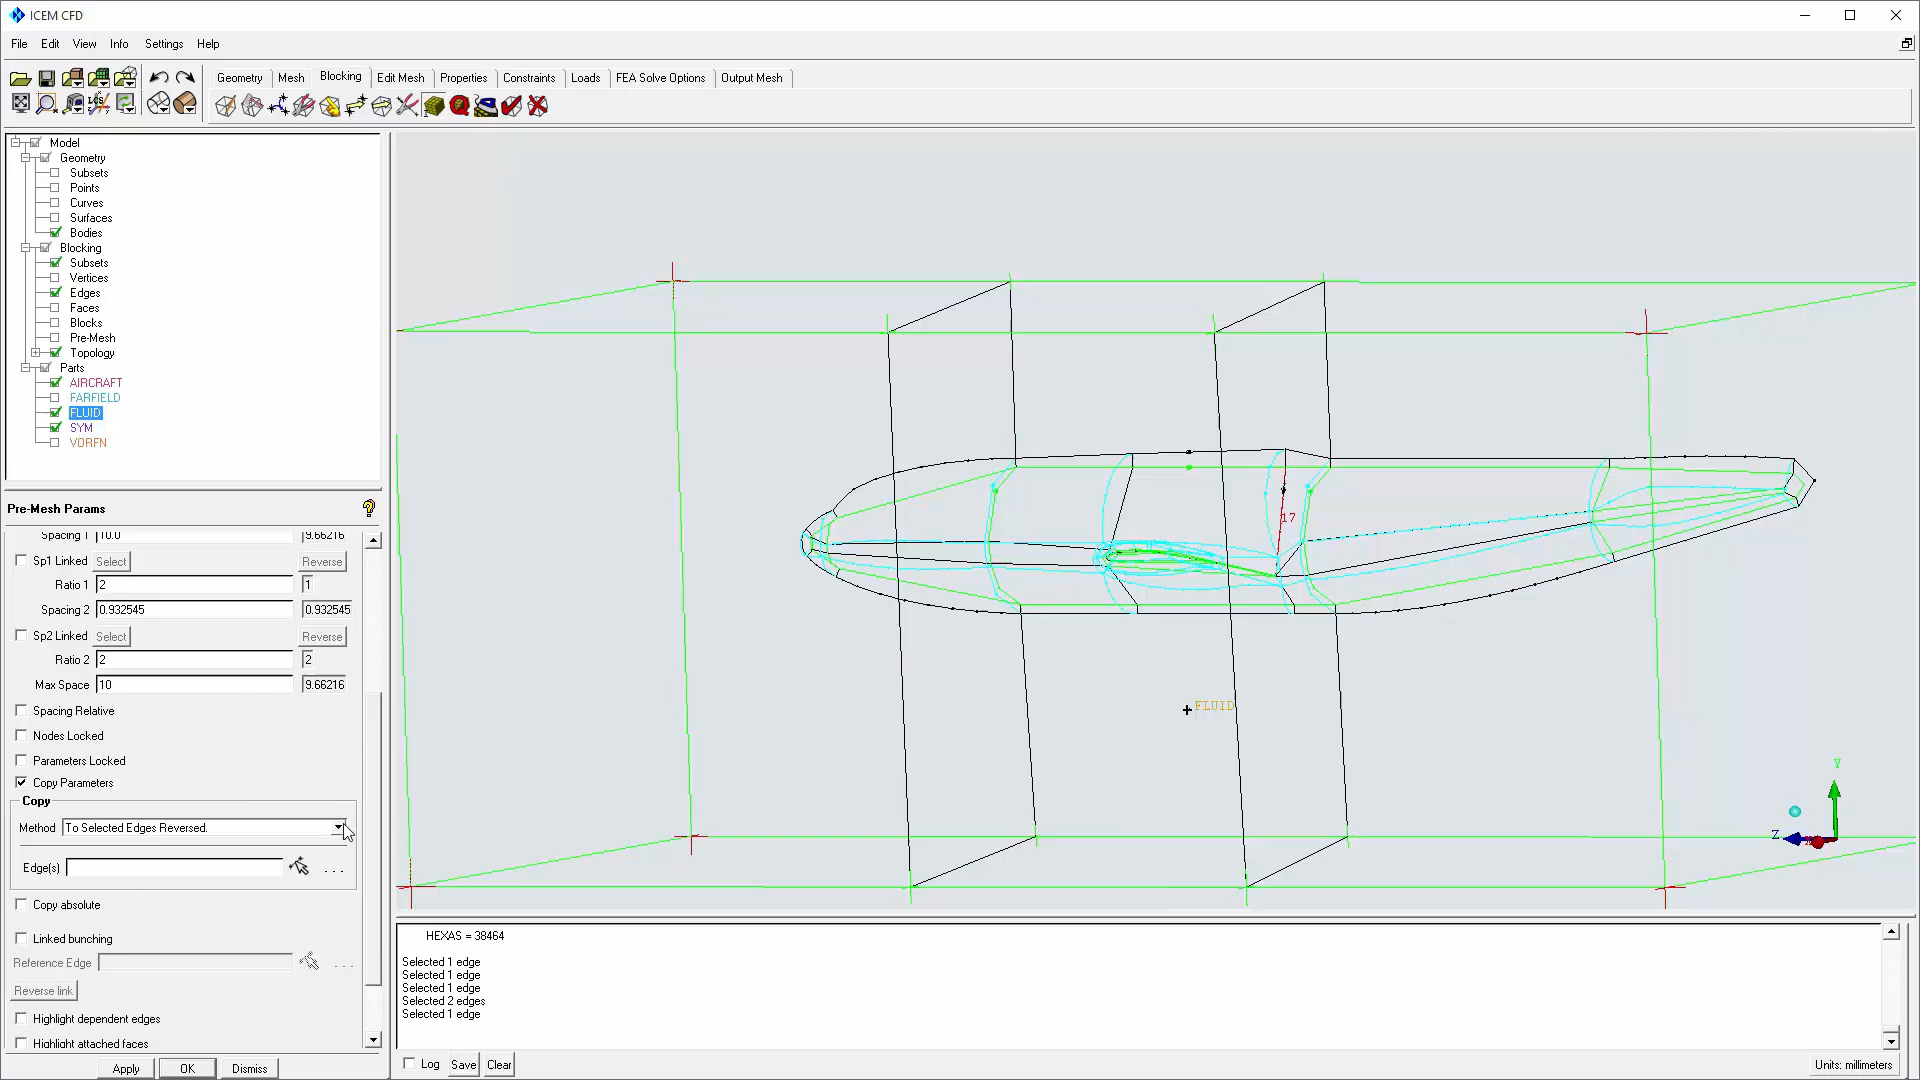 ICEM CFD
File Edit View Info Settings Help
Geometry Mesh Blocking Edit Mesh Properties Constraints Loads FEA Solve Options Output Mesh
LCS
Model
Geometry
Subsets
Points
Curves
Surfaces
Bodies
Blocking
Subsets
Vertices
Edges
Faces
Blocks
Pre-Mesh
Topology
Parts
AIRCRAFT
FARFIELD
FLUID
SYM
VORFN
Pre-Mesh Params
Spacing 1 10.0 9.66216
Sp1 Linked Select Reverse
Ratio 1 2 1
Spacing 2 0.932545 0.932545
Sp2 Linked Select Reverse
Ratio 2 2 2
Max Space 10 9.66216
Spacing Relative
Nodes Locked
Parameters Locked
Copy Parameters
Copy
Method To Selected Edges Reversed.
Edge(s) ...
Copy absolute
Linked bunching
Reference Edge ...
Reverse link
Highlight dependent edges
Highlight attached faces
Apply OK Dismiss
17
FLUID
Y
Z
HEXAS = 38464
Selected 1 edge
Selected 1 edge
Selected 1 edge
Selected 2 edges
Selected 1 edge
Log Save Clear
Units: millimeters